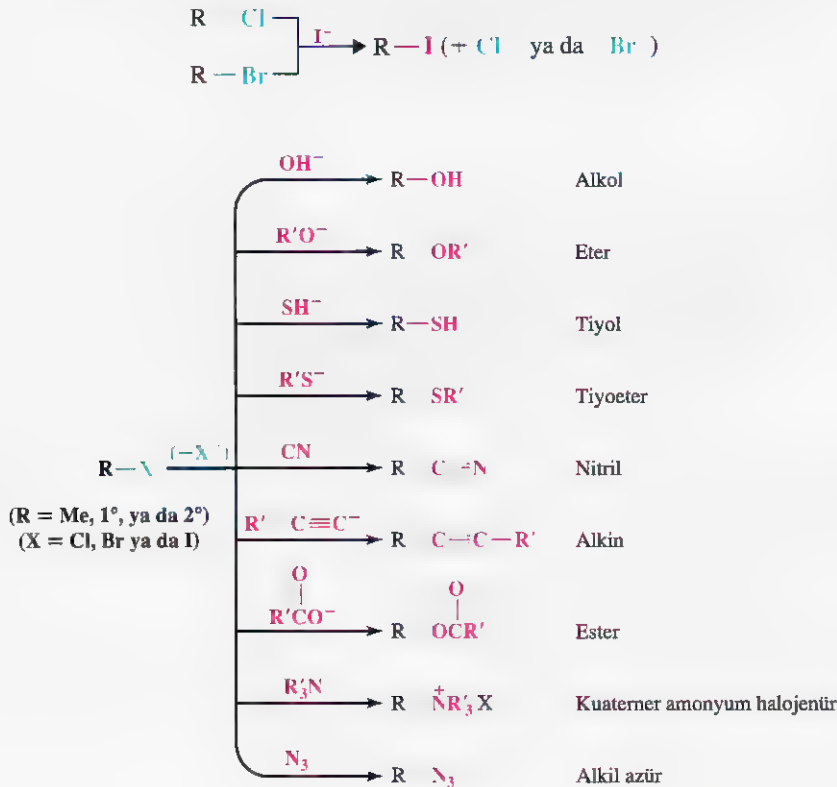 R Cl
I⁻
R—I (+ Cl ya da Br )
R—Br
OH⁻
R—OH Alkol
R′O⁻
R OR′ Eter
SH⁻
R—SH Tiyol
R′S⁻
R SR′ Tiyoeter
R—X (−X )
CN
R C=N Nitril
(R = Me, 1°, ya da 2°)
(X = Cl, Br ya da I)
R′ C≡C⁻
R C=C—R′ Alkin
O
R′CO⁻
O
R OCR′ Ester
R′₃N
R N⁺R′₃X Kuaterner amonyum halojenür
N₃
R N₃ Alkil azür